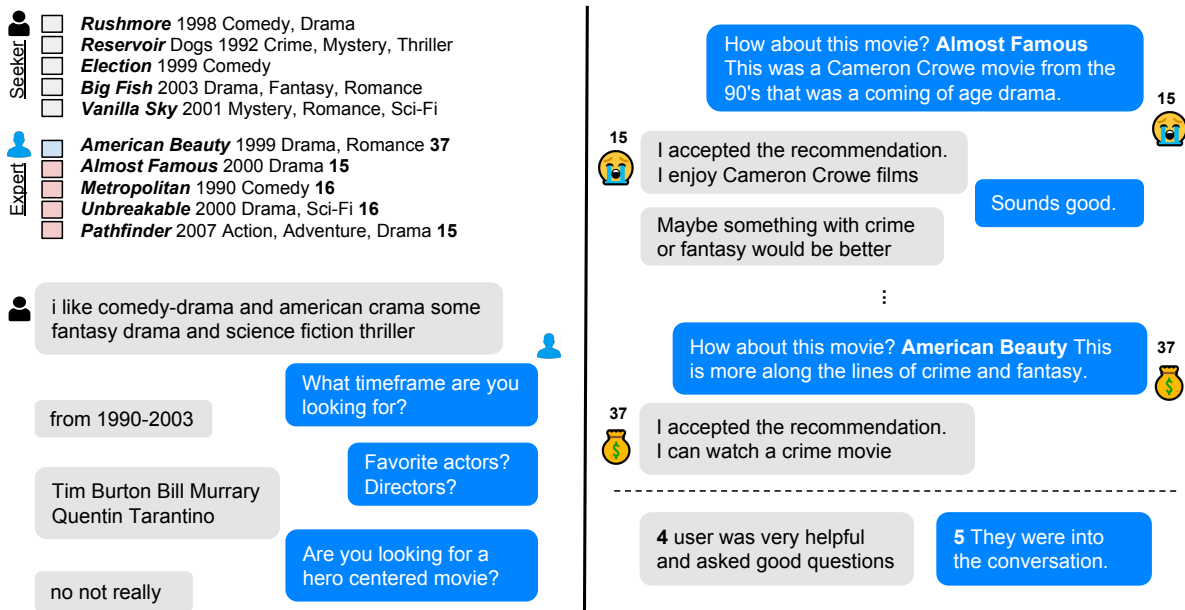 Seeker
Rushmore 1998 Comedy, Drama
Reservoir Dogs 1992 Crime, Mystery, Thriller
Election 1999 Comedy
Big Fish 2003 Drama, Fantasy, Romance
Vanilla Sky 2001 Mystery, Romance, Sci-Fi
Expert
American Beauty 1999 Drama, Romance 37
Almost Famous 2000 Drama 15
Metropolitan 1990 Comedy 16
Unbreakable 2000 Drama, Sci-Fi 16
Pathfinder 2007 Action, Adventure, Drama 15
i like comedy-drama and american crama some
fantasy drama and science fiction thriller
What timeframe are you
looking for?
from 1990-2003
Favorite actors?
Directors?
Tim Burton Bill Murrary
Quentin Tarantino
Are you looking for a
hero centered movie?
no not really
How about this movie? Almost Famous
This was a Cameron Crowe movie from the
90's that was a coming of age drama.
15
15
I accepted the recommendation.
I enjoy Cameron Crowe films
Sounds good.
Maybe something with crime
or fantasy would be better
⋮
How about this movie? American Beauty This
is more along the lines of crime and fantasy.
37
$
37
$
I accepted the recommendation.
I can watch a crime movie
4 user was very helpful
and asked good questions
5 They were into
the conversation.